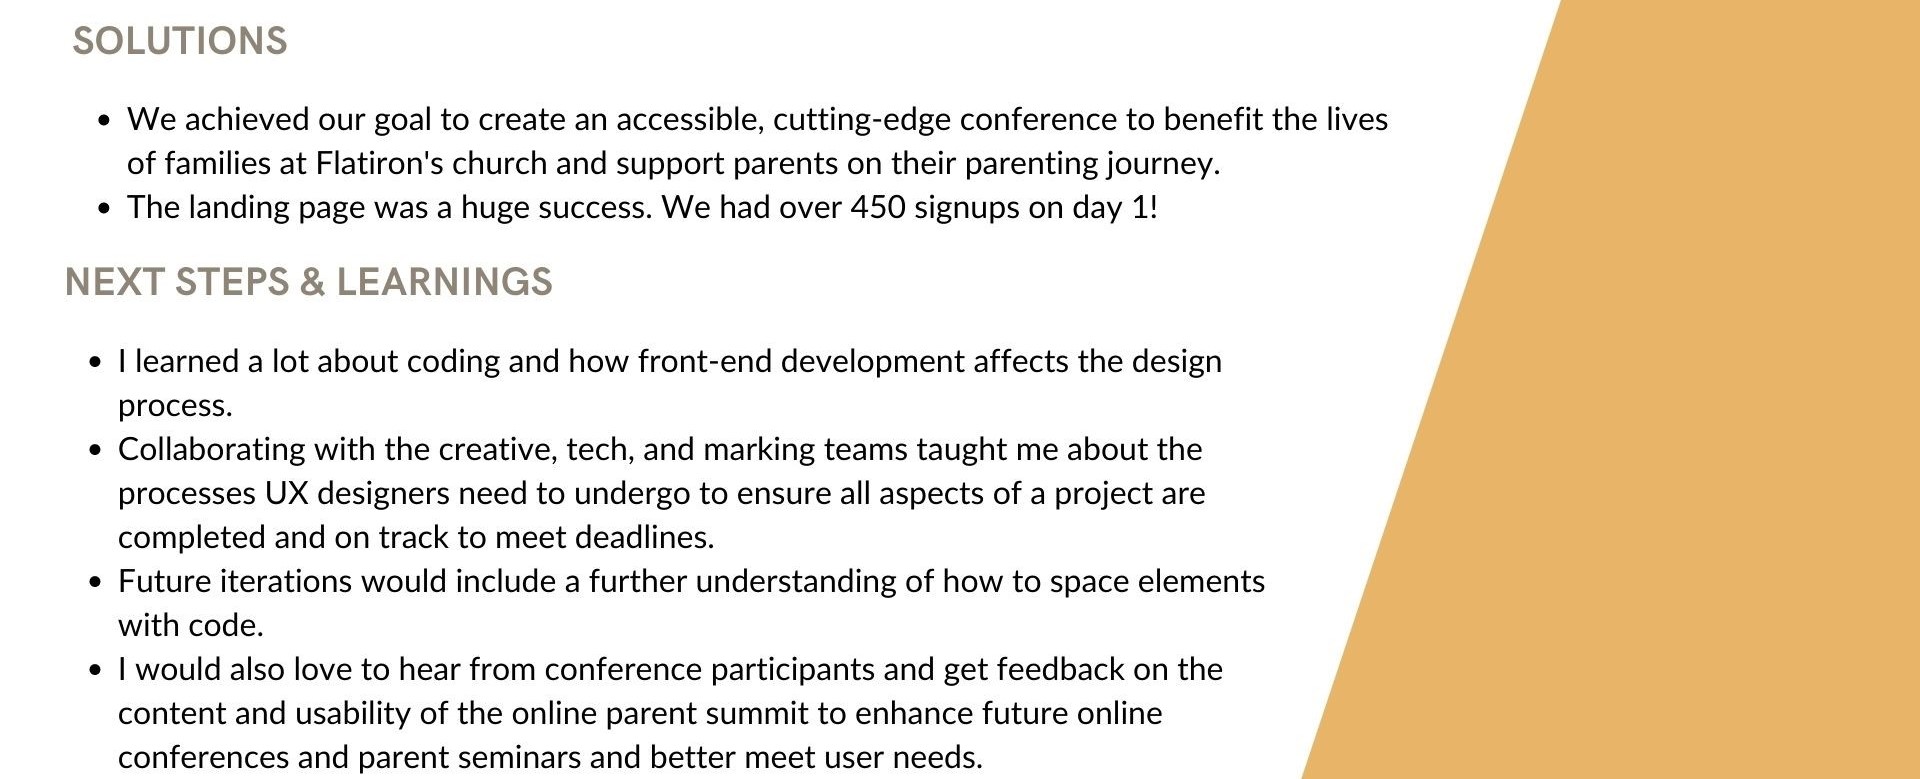 SOLUTIONS
• We achieved our goal to create an accessible, cutting-edge conference to benefit the lives
of families at Flatiron's church and support parents on their parenting journey.
• The landing page was a huge success. We had over 450 signups on day 1!
NEXT STEPS & LEARNINGS
• I learned a lot about coding and how front-end development affects the design
process.
• Collaborating with the creative, tech, and marking teams taught me about the
processes UX designers need to undergo to ensure all aspects of a project are
completed and on track to meet deadlines.
• Future iterations would include a further understanding of how to space elements
with code.
• I would also love to hear from conference participants and get feedback on the
content and usability of the online parent summit to enhance future online
conferences and parent seminars and better meet user needs.